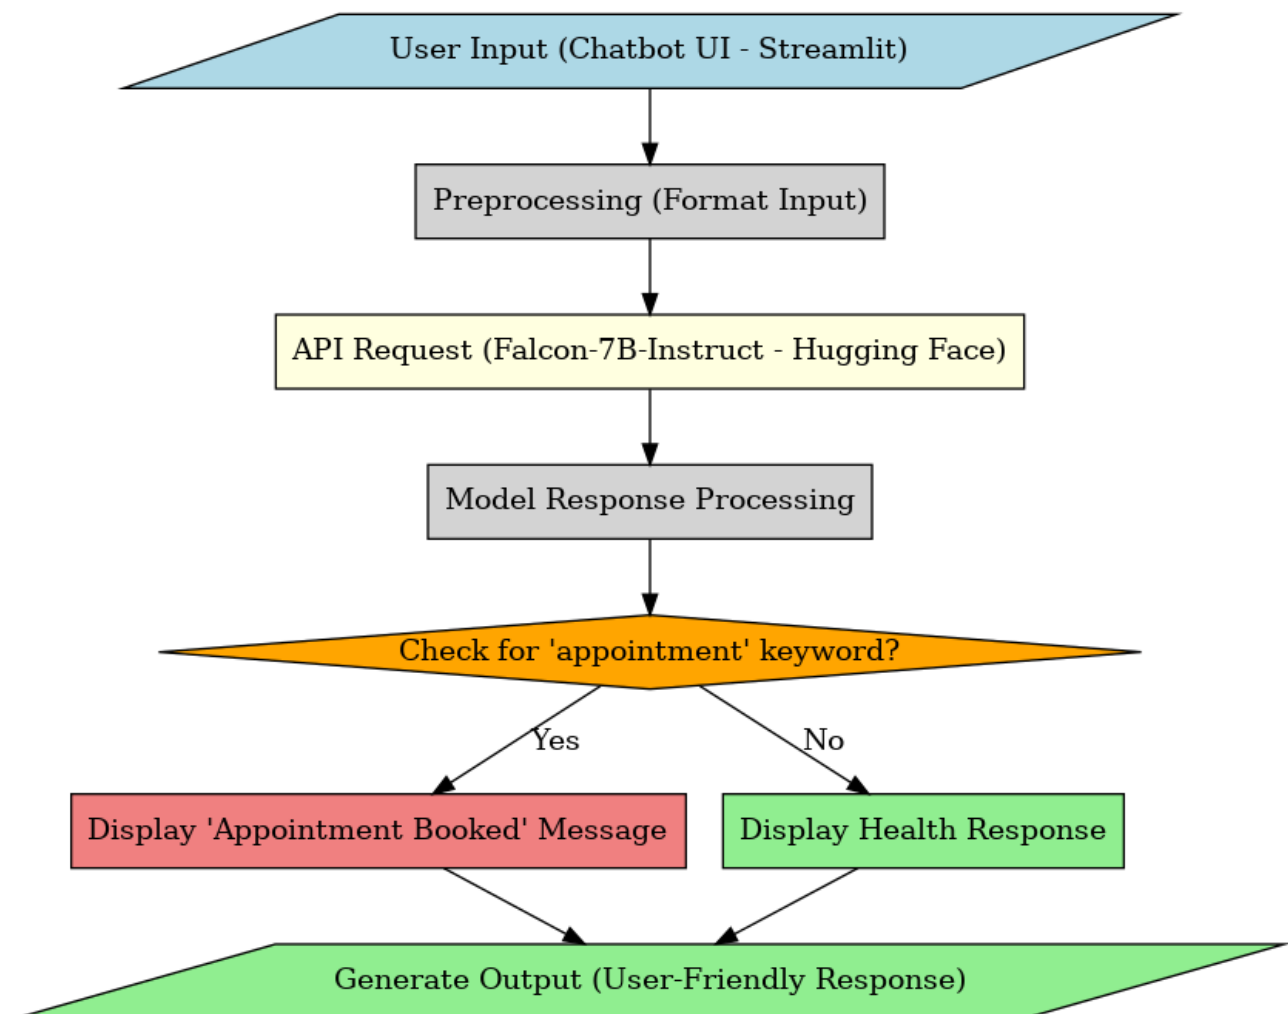 User Input (Chatbot UI - Streamlit)
Preprocessing (Format Input)
API Request (Falcon-7B-Instruct - Hugging Face)
Model Response Processing
Check for 'appointment' keyword?
Yes
No
Display 'Appointment Booked' Message
Display Health Response
Generate Output (User-Friendly Response)